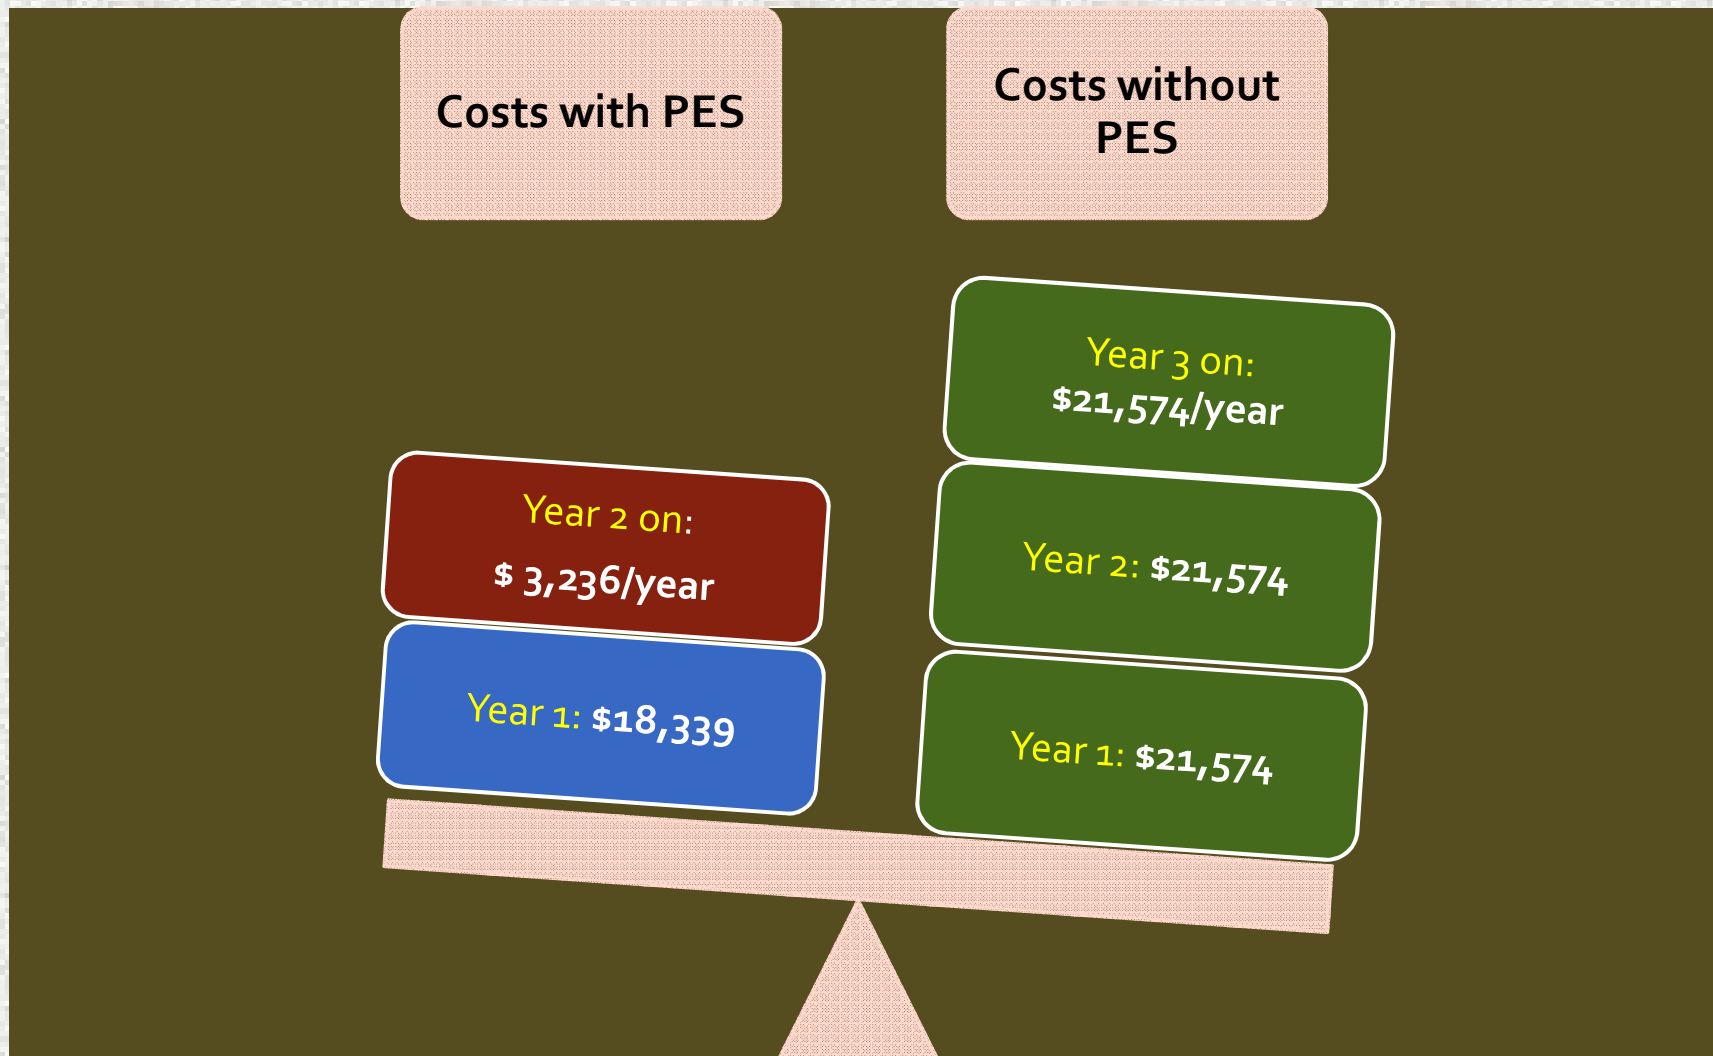 Costs with PES
Costs without
PES
Year 2 on:
$ 3,236/year
Year 1: $18,339
Year 3 on:
$21,574/year
Year 2: $21,574
Year 1: $21,574